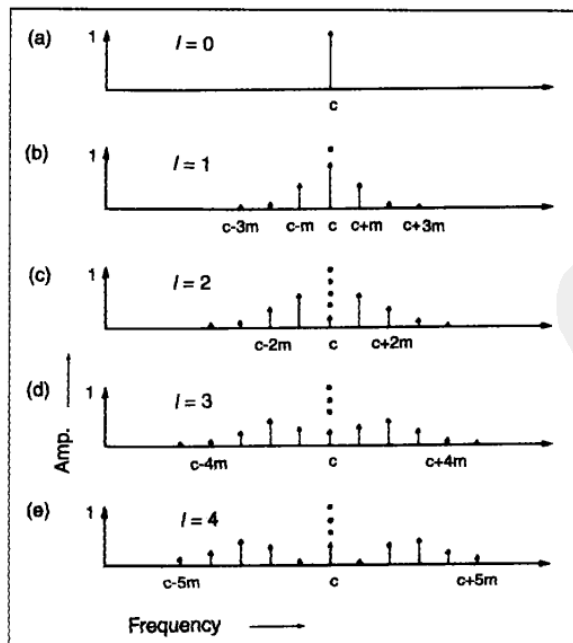 (a) 1 I = 0
c
(b) 1 I = 1
c-3m c-m c c+m c+3m
(c) 1 I = 2
c-2m c c+2m
(d) 1 I = 3
c-4m c c+4m
(e) 1 I = 4
c-5m c c+5m
Amp.
Frequency